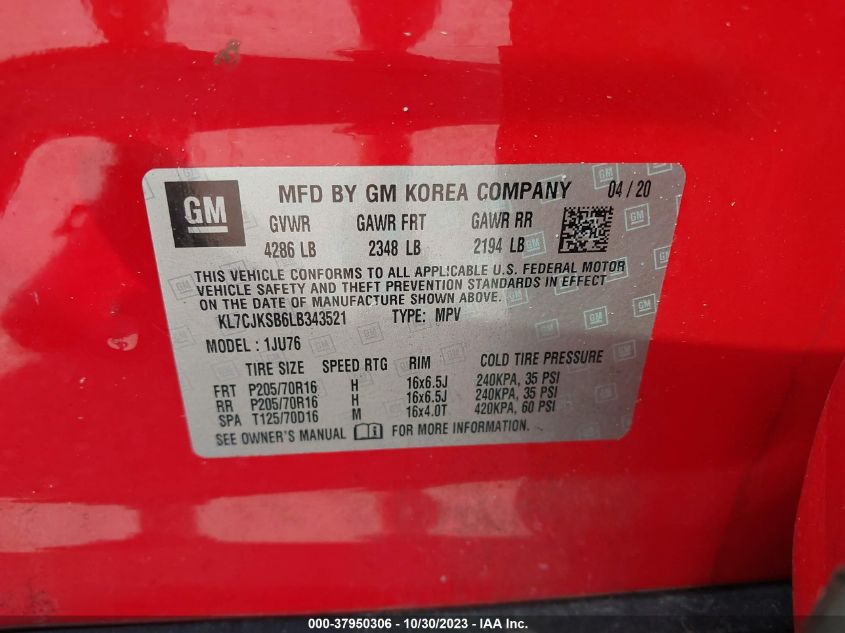 GM
MFD BY GM KOREA COMPANY 04 / 20
GVWR GAWR FRT GAWR RR
4286 LB 2348 LB 2194 LB
THIS VEHICLE CONFORMS TO ALL APPLICABLE U.S. FEDERAL MOTOR
VEHICLE SAFETY AND THEFT PREVENTION STANDARDS IN EFFECT
ON THE DATE OF MANUFACTURE SHOWN ABOVE.
KL7CJKSB6LB343521 TYPE: MPV
MODEL : 1JU76
TIRE SIZE SPEED RTG RIM COLD TIRE PRESSURE
FRT P205/70R16 H 16x6.5J 240KPA, 35 PSI
RR P205/70R16 H 16x6.5J 240KPA, 35 PSI
SPA T125/70D16 M 16x4.0T 420KPA, 60 PSI
SEE OWNER'S MANUAL FOR MORE INFORMATION.
000-37950306 - 10/30/2023 - IAA Inc.